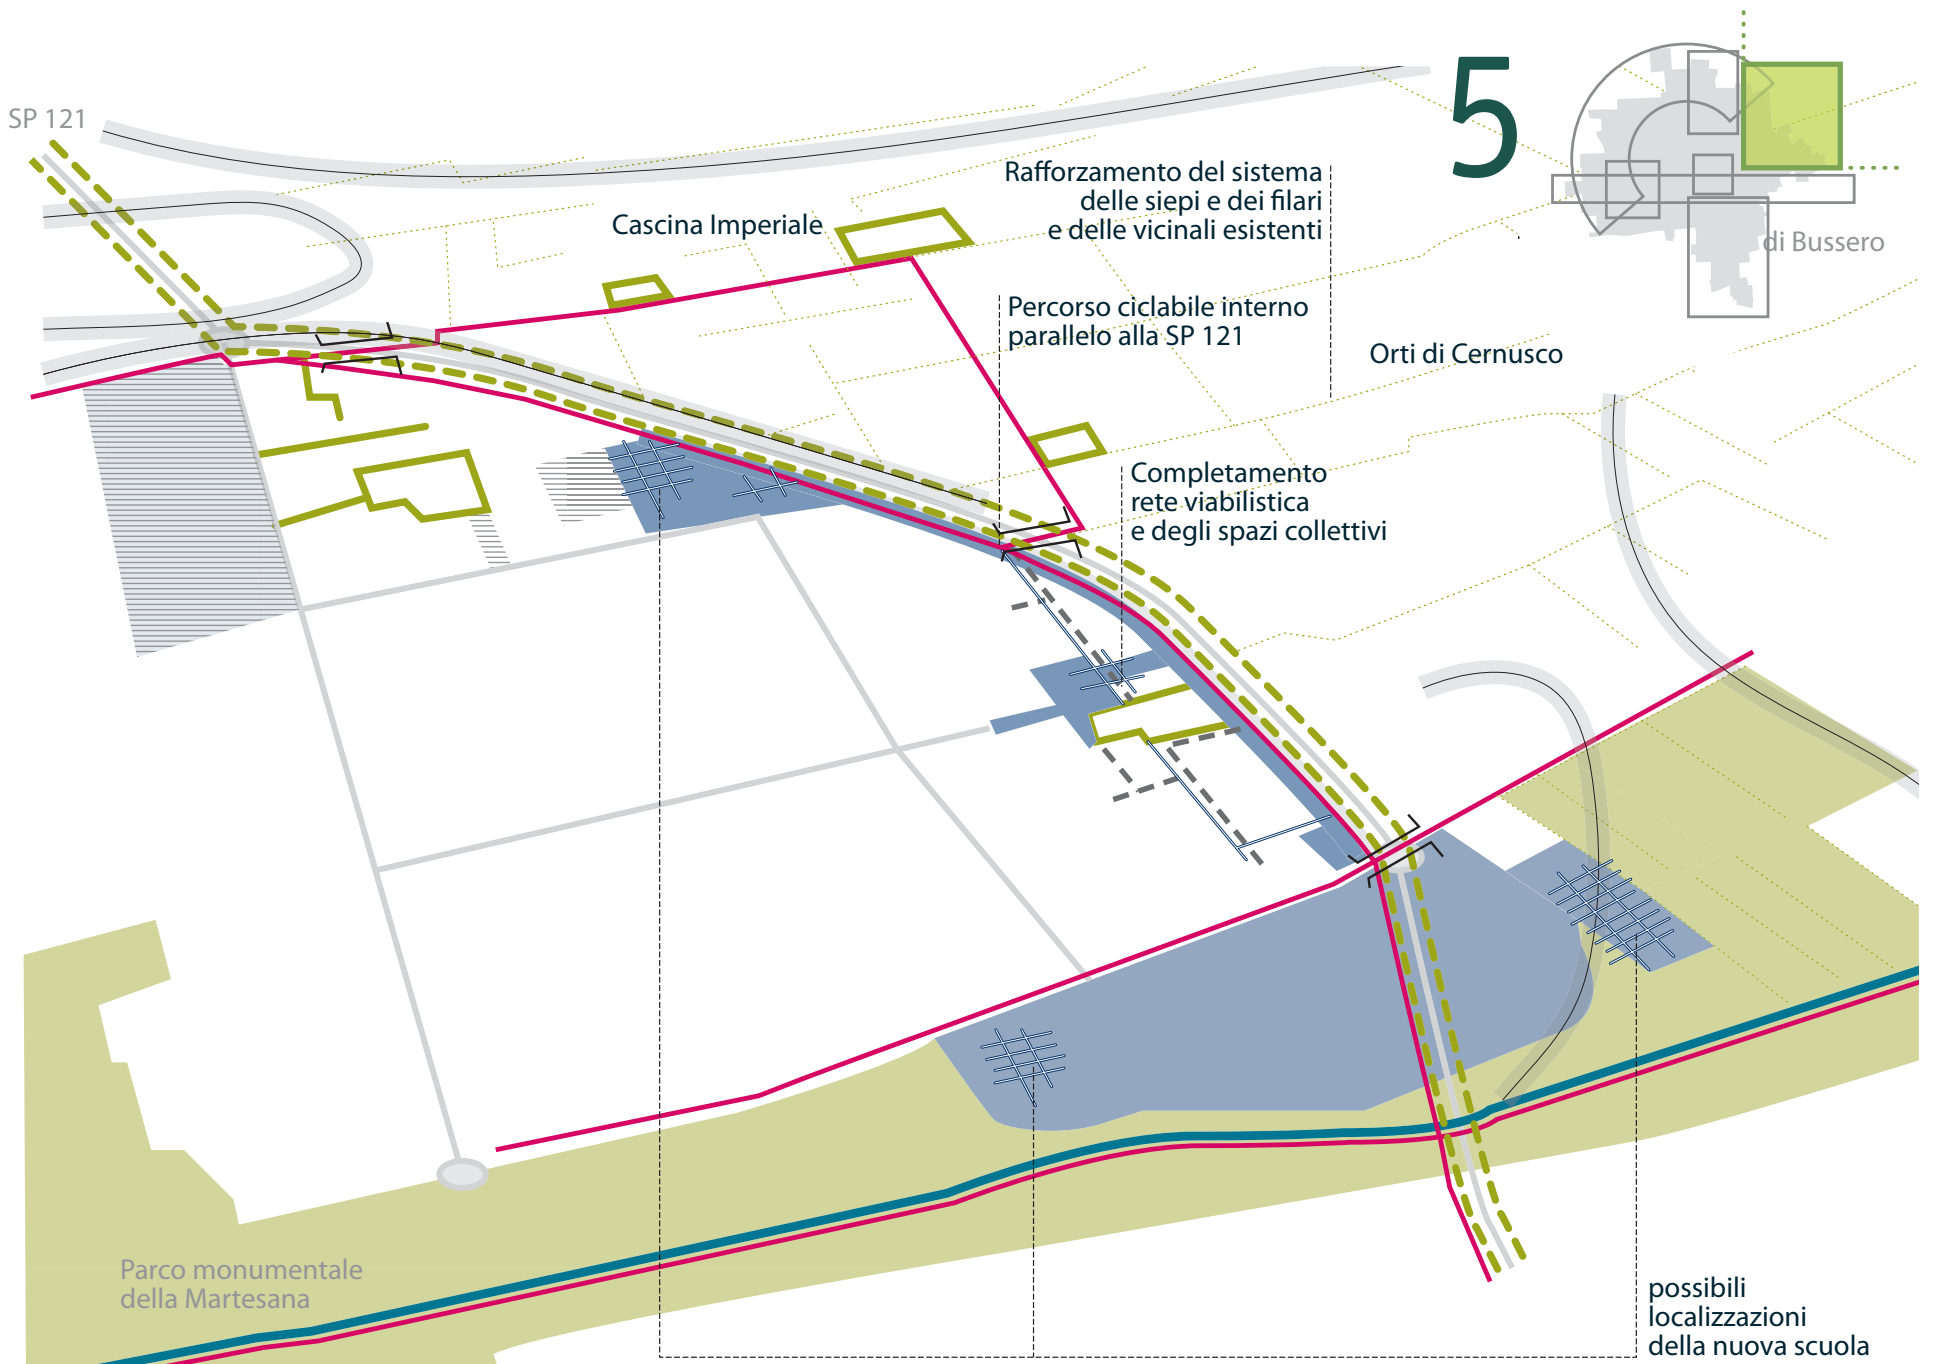 5
SP 121
Rafforzamento del sistema
delle siepi e dei filari
e delle vicinali esistenti
Cascina Imperiale
di Bussero
Percorso ciclabile interno
parallelo alla SP 121
Orti di Cernusco
Completamento
rete viabilistica
e degli spazi collettivi
Parco monumentale
della Martesana
possibili
localizzazioni
della nuova scuola